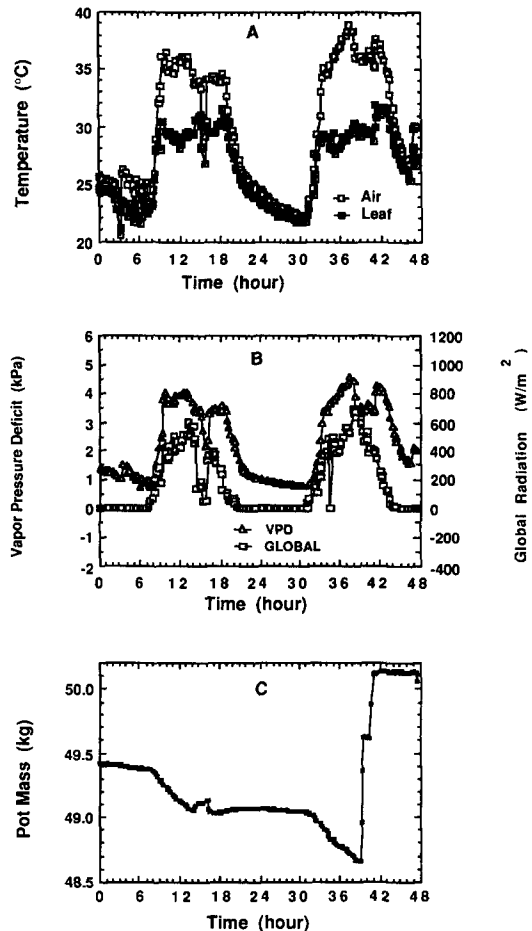 A
Temperature (°C)
40
35
30
25
20
Air
Leaf
0 6 12 18 24 30 36 42 48
Time (hour)
B
Vapor Pressure Deficit (kPa)
6
5
4
3
2
1
0
-1
-2
1200
1000
800
600
400
200
0
-200
-400
Global Radiation (W/m2)
VPD
GLOBAL
0 6 12 18 24 30 36 42 48
Time (hour)
C
Pot Mass (kg)
50.0
49.5
49.0
48.5
0 6 12 18 24 30 36 42 48
Time (hour)